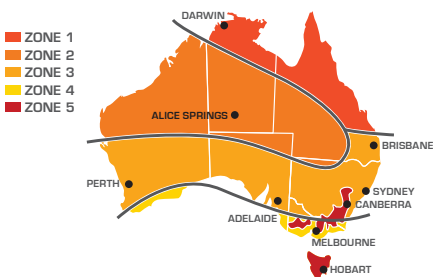 DARWIN
ZONE 1
ZONE 2
ZONE 3
ZONE 4
ZONE 5
ALICE SPRINGS
BRISBANE
PERTH
SYDNEY
CANBERRA
ADELAIDE
MELBOURNE
HOBART